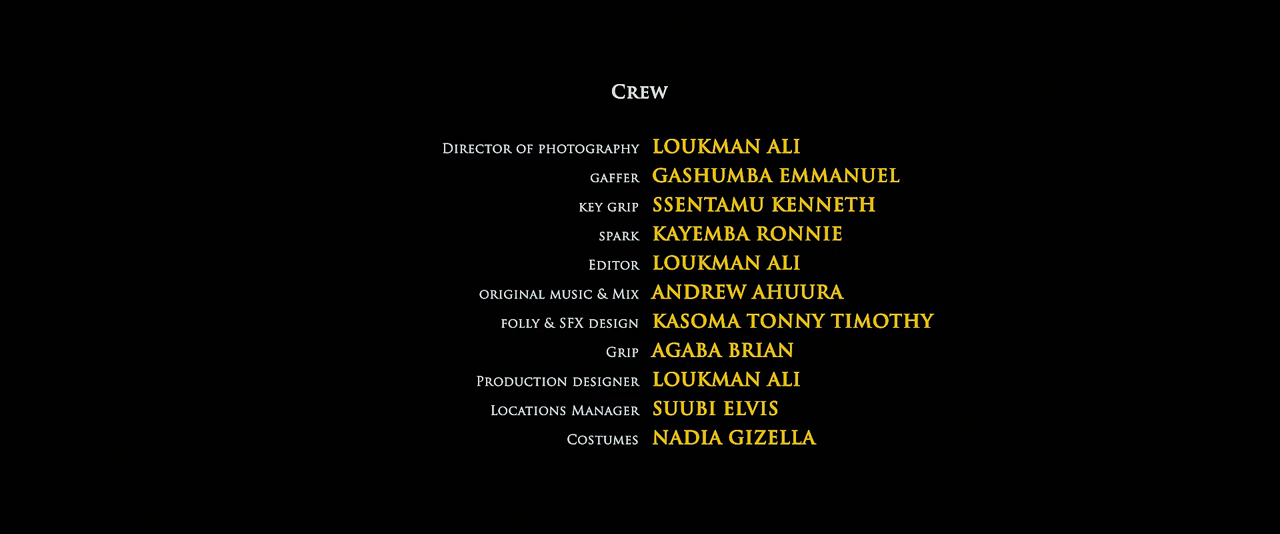 Crew
Director of photography LOUKMAN ALI
gaffer GASHUMBA EMMANUEL
key grip SSENTAMU KENNETH
spark KAYEMBA RONNIE
Editor LOUKMAN ALI
original music & Mix ANDREW AHUURA
folly & SFX design KASOMA TONNY TIMOTHY
Grip AGABA BRIAN
Production designer LOUKMAN ALI
Locations Manager SUUBI ELVIS
Costumes NADIA GIZELLA